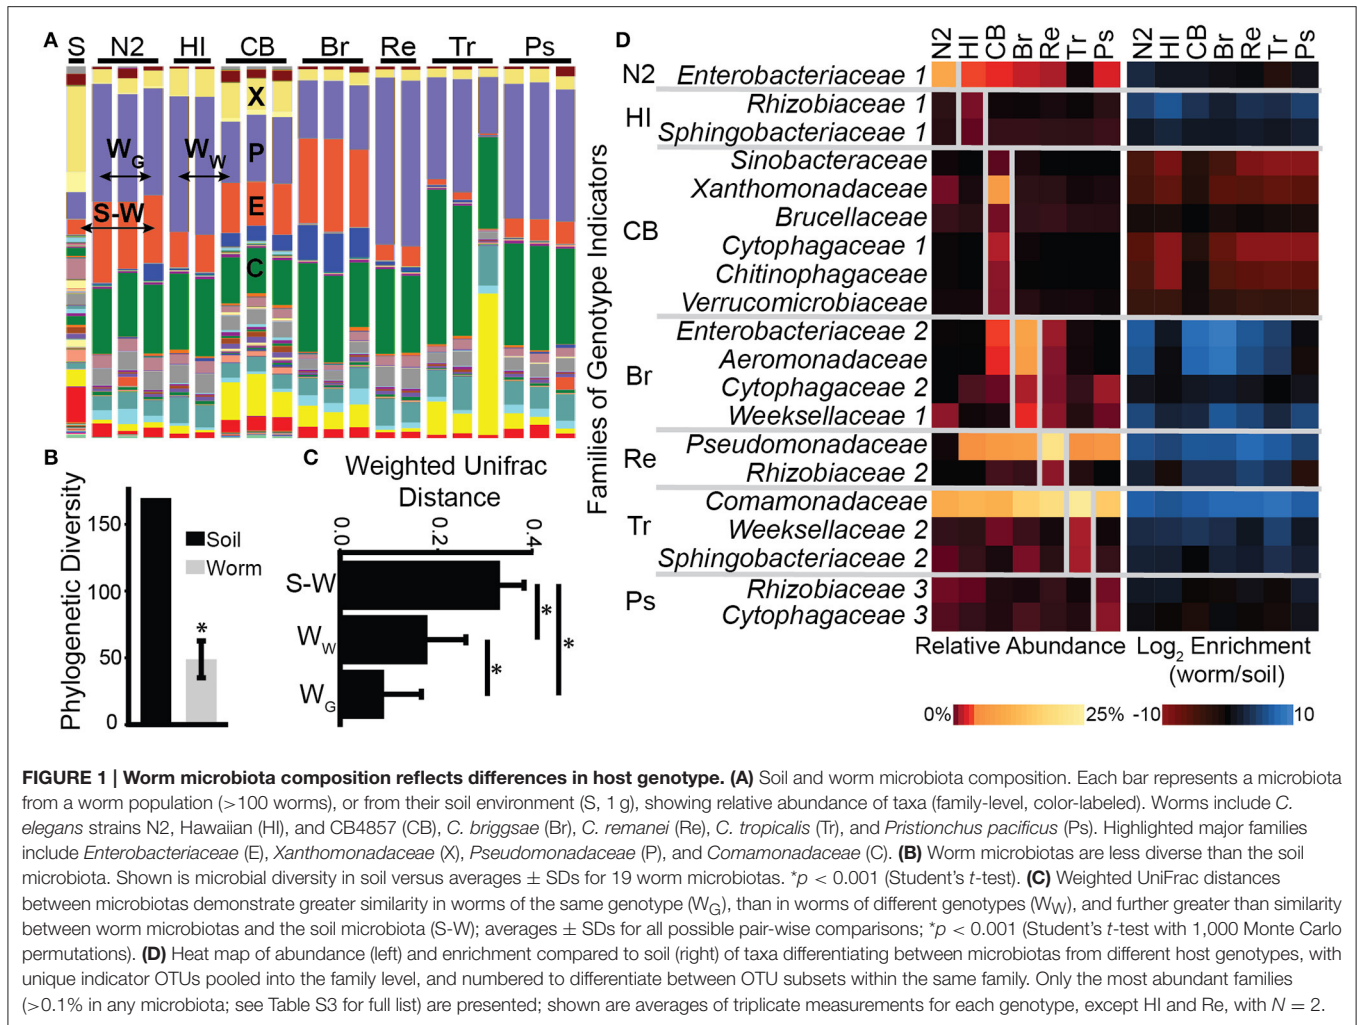 A
S N2 HI CB Br Re Tr Ps
X
P
E
C
WG
WW
S-W
B
Phylogenetic Diversity
150
100
50
0
Soil
Worm
*
C
Weighted Unifrac
Distance
0.0 0.2 0.4
S-W
WW
WG
*
*
*
D
Families of Genotype Indicators
N2 HI CB Br Re Tr Ps N2 HI CB Br Re Tr Ps
N2 Enterobacteriaceae 1
HI Rhizobiaceae 1
Sphingobacteriaceae 1
CB Sinobacteraceae
Xanthomonadaceae
Brucellaceae
Cytophagaceae 1
Chitinophagaceae
Verrucomicrobiaceae
Br Enterobacteriaceae 2
Aeromonadaceae
Cytophagaceae 2
Weeksellaceae 1
Re Pseudomonadaceae
Rhizobiaceae 2
Tr Comamonadaceae
Weeksellaceae 2
Sphingobacteriaceae 2
Ps Rhizobiaceae 3
Cytophagaceae 3
Relative Abundance Log2 Enrichment
(worm/soil)
0% 25% -10 10
FIGURE 1 | Worm microbiota composition reflects differences in host genotype. (A) Soil and worm microbiota composition. Each bar represents a microbiota
from a worm population (>100 worms), or from their soil environment (S, 1 g), showing relative abundance of taxa (family-level, color-labeled). Worms include C.
elegans strains N2, Hawaiian (HI), and CB4857 (CB), C. briggsae (Br), C. remanei (Re), C. tropicalis (Tr), and Pristionchus pacificus (Ps). Highlighted major families
include Enterobacteriaceae (E), Xanthomonadaceae (X), Pseudomonadaceae (P), and Comamonadaceae (C). (B) Worm microbiotas are less diverse than the soil
microbiota. Shown is microbial diversity in soil versus averages ± SDs for 19 worm microbiotas. *p < 0.001 (Student's t-test). (C) Weighted UniFrac distances
between microbiotas demonstrate greater similarity in worms of the same genotype (WG), than in worms of different genotypes (WW), and further greater than similarity
between worm microbiotas and the soil microbiota (S-W); averages ± SDs for all possible pair-wise comparisons; *p < 0.001 (Student's t-test with 1,000 Monte Carlo
permutations). (D) Heat map of abundance (left) and enrichment compared to soil (right) of taxa differentiating between microbiotas from different host genotypes, with
unique indicator OTUs pooled into the family level, and numbered to differentiate between OTU subsets within the same family. Only the most abundant families
(>0.1% in any microbiota; see Table S3 for full list) are presented; shown are averages of triplicate measurements for each genotype, except HI and Re, with N = 2.